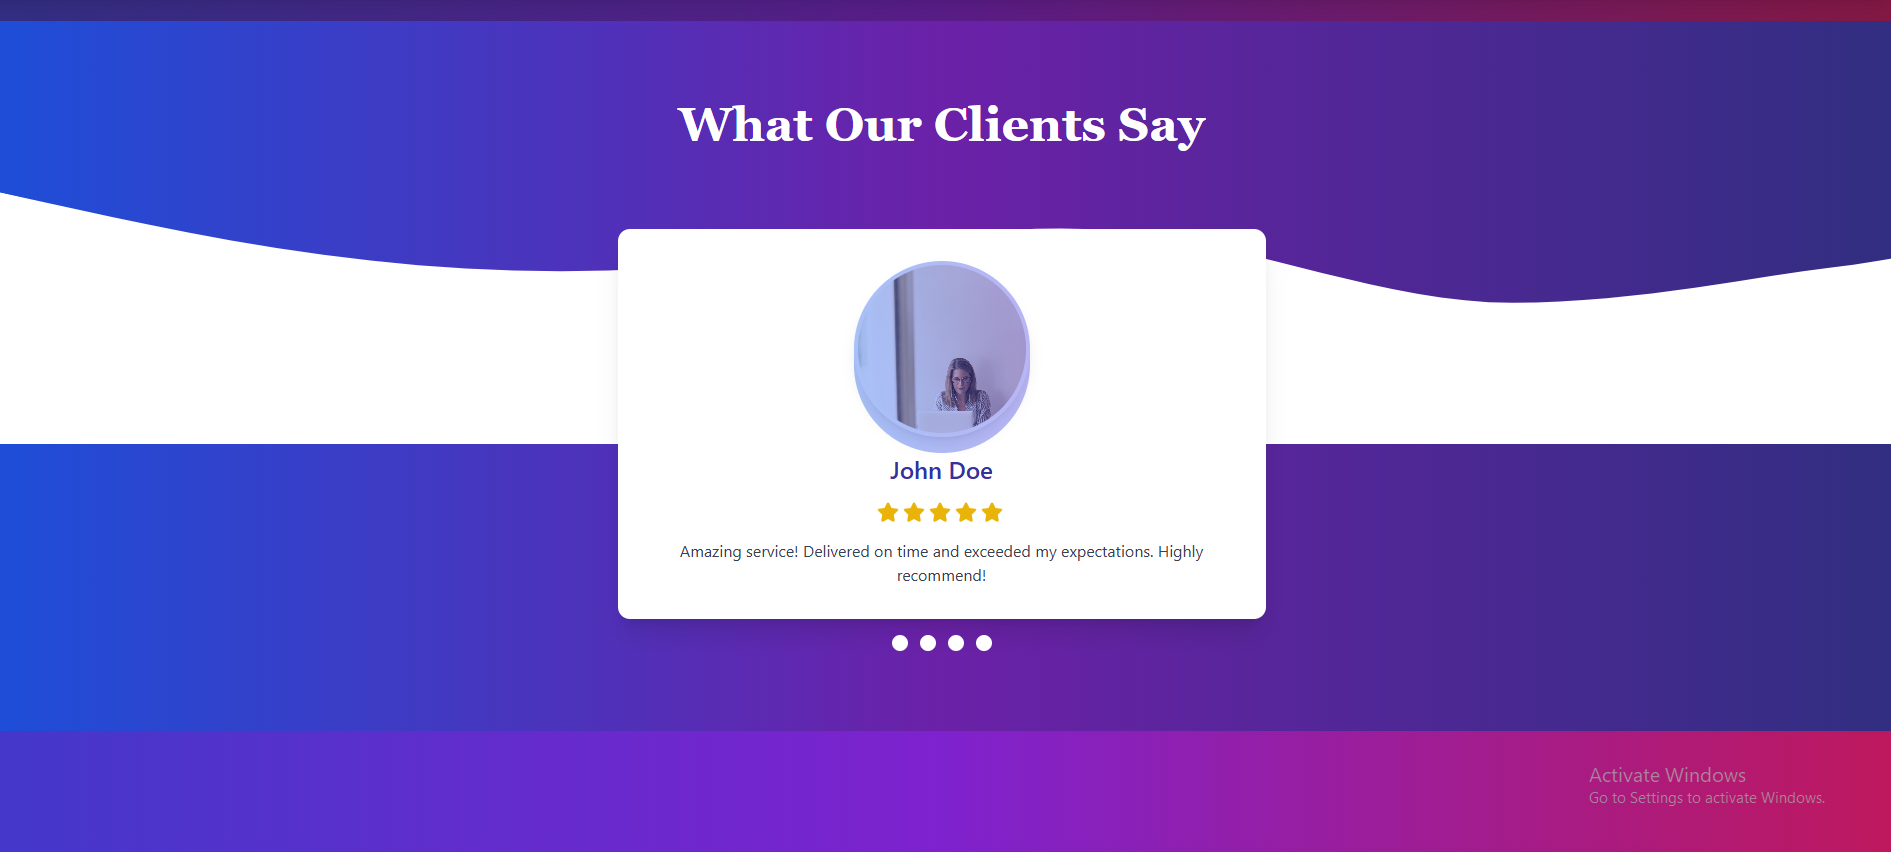 What Our Clients Say
John Doe
Amazing service! Delivered on time and exceeded my expectations. Highly
recommend!
Activate Windows
Go to Settings to activate Windows.